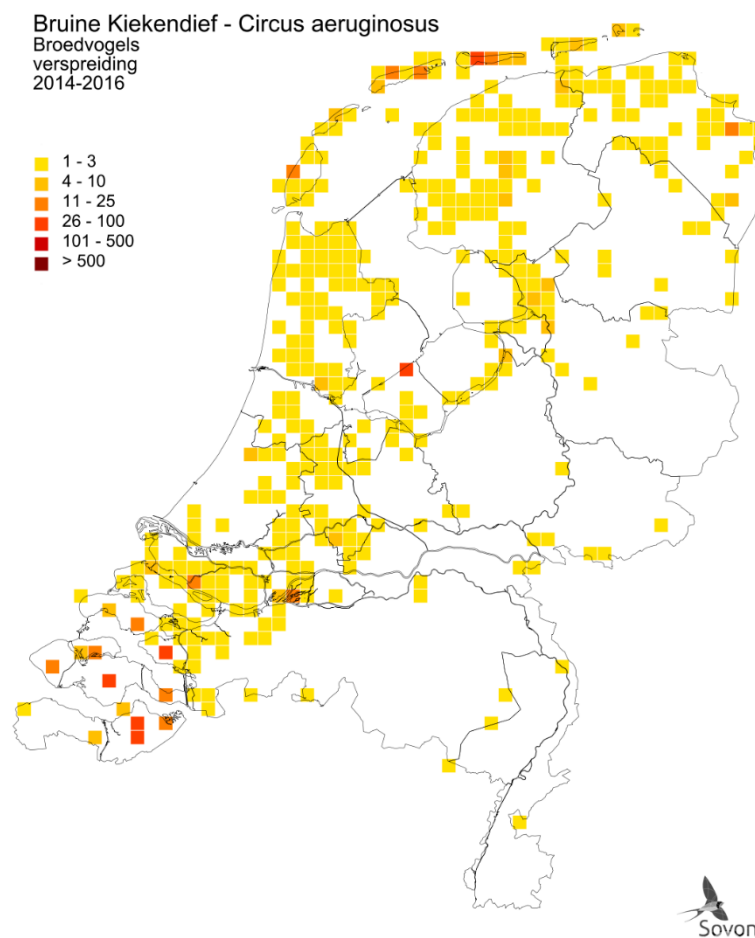 Bruine Kiekendief - Circus aeruginosus
Broedvogels
verspreiding
2014-2016
1 - 3
4 - 10
11 - 25
26 - 100
101 - 500
> 500
Sovon